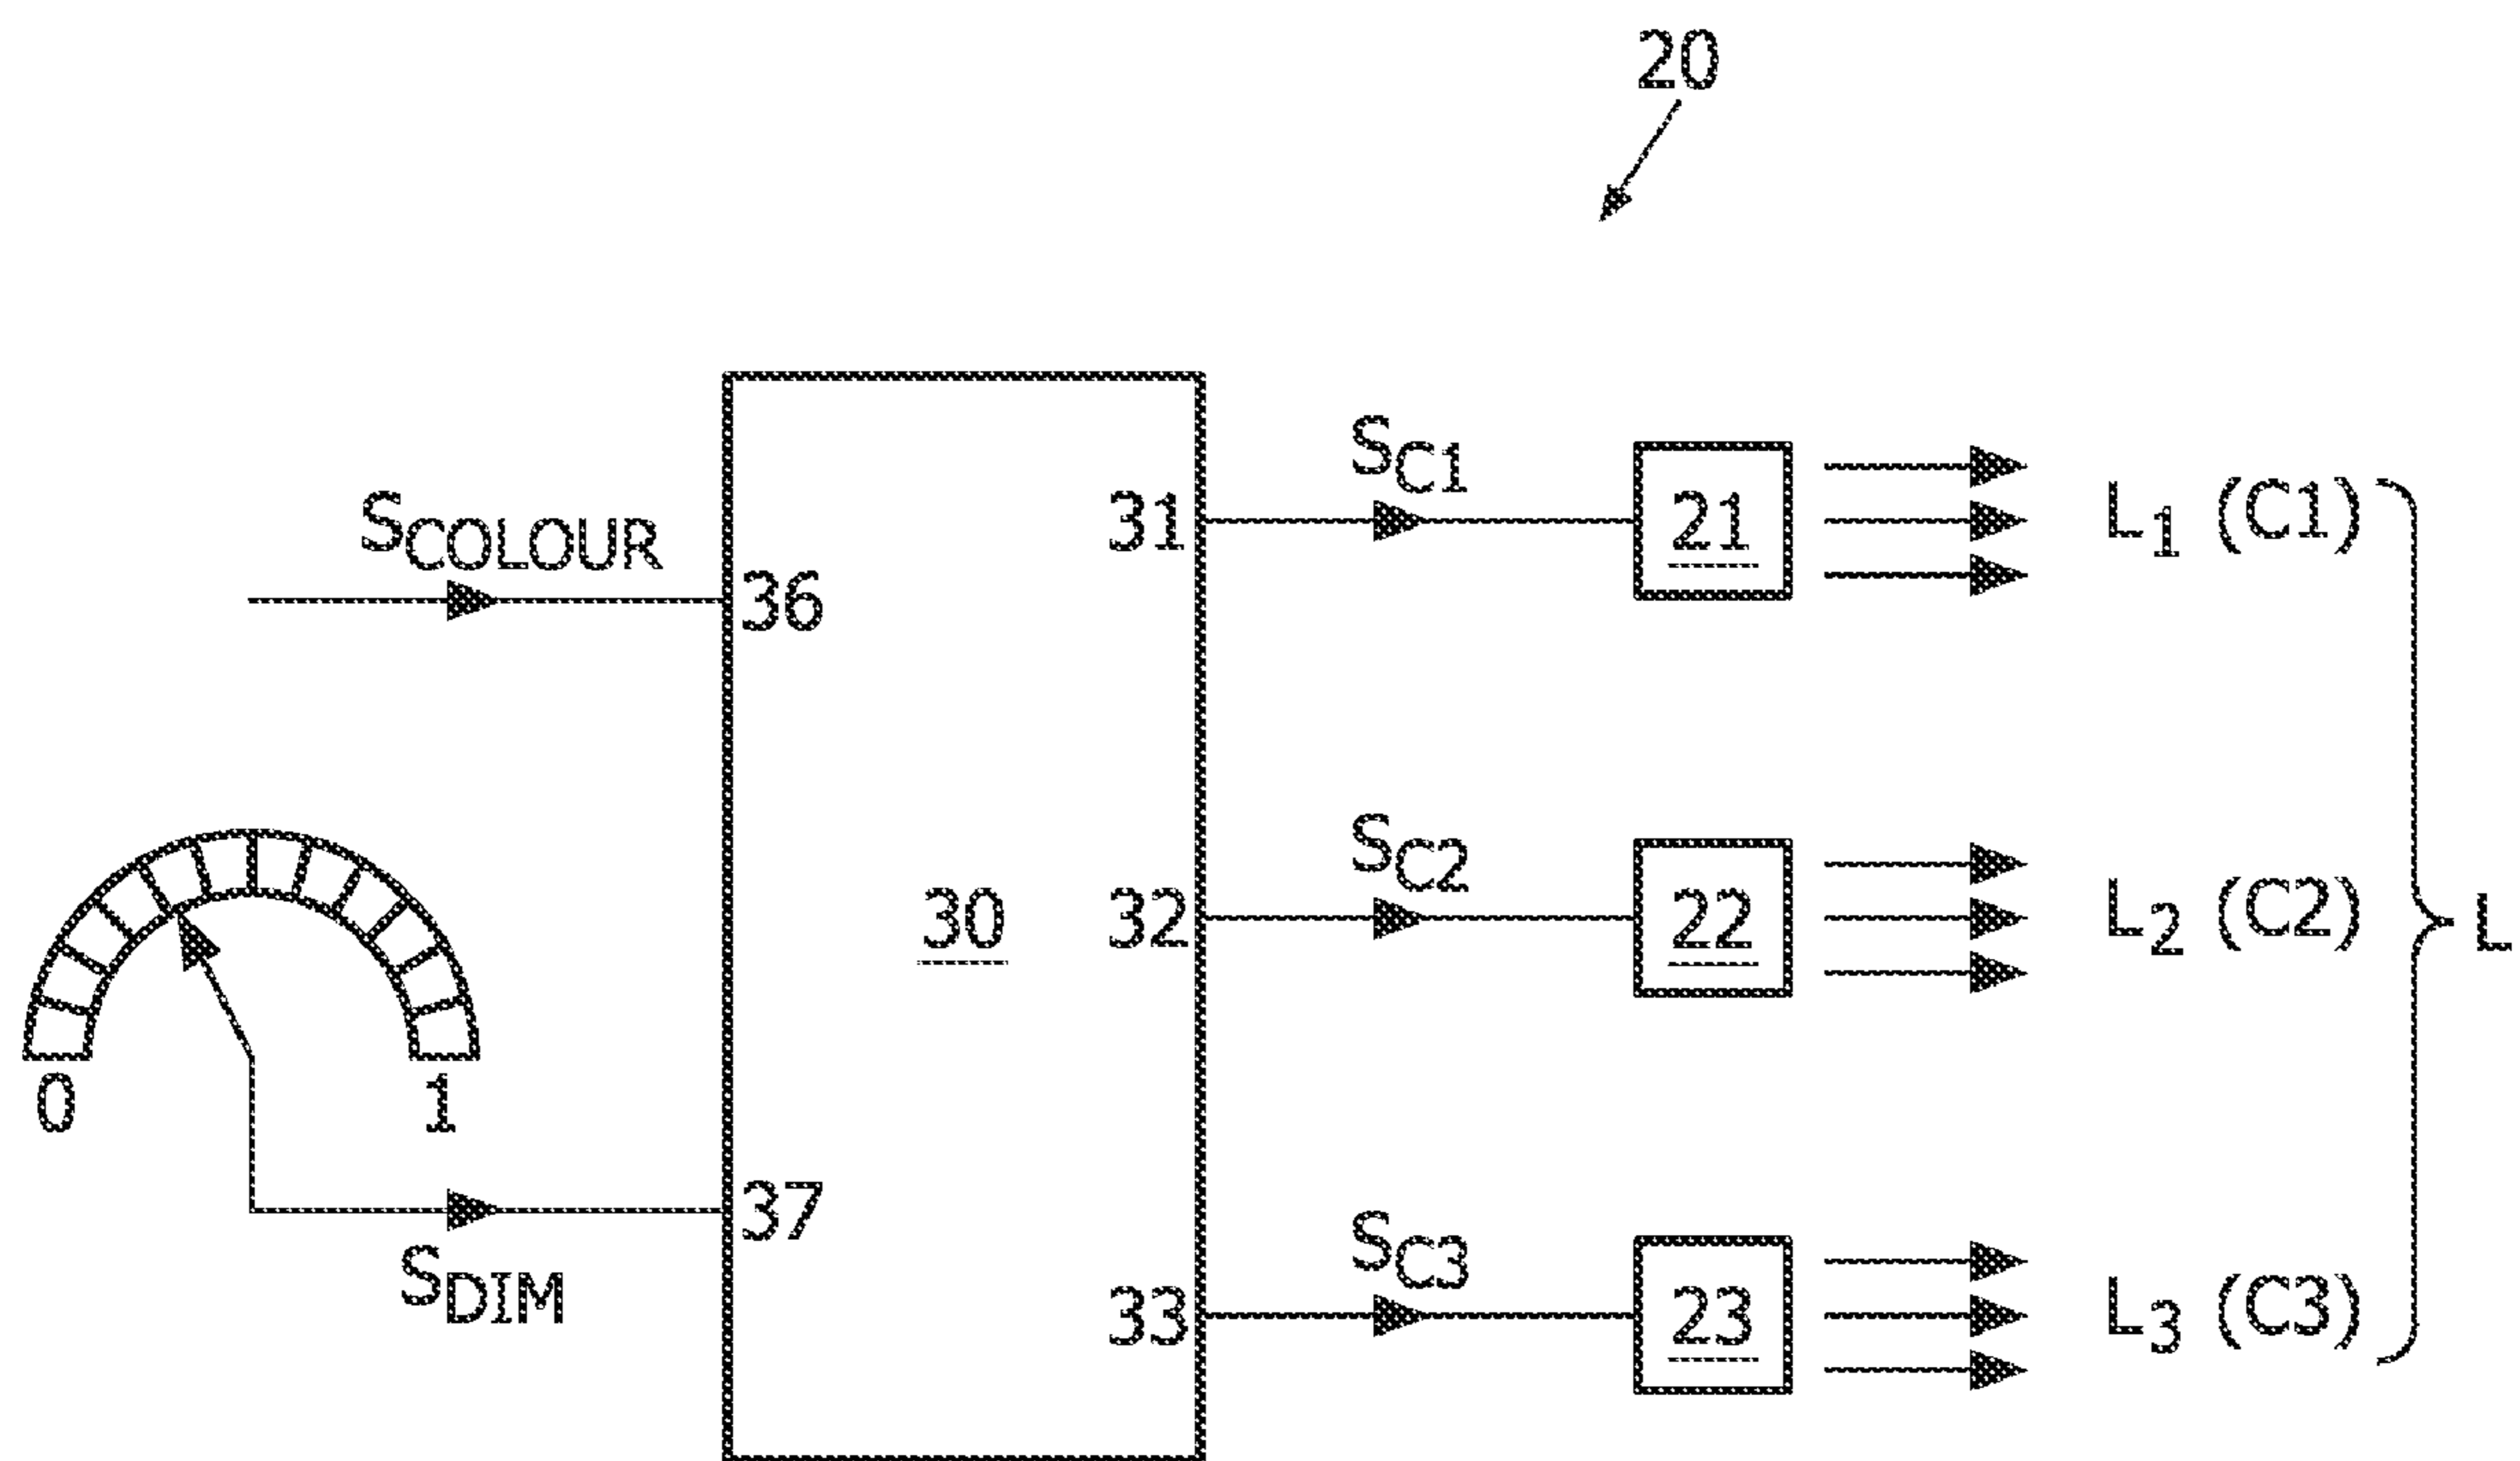 20
S_C1
31
21
L_1 (C1)
S_COLOUR
36
S_C2
30
32
22
L_2 (C2)
L
0
1
37
S_DIM
S_C3
33
23
L_3 (C3)